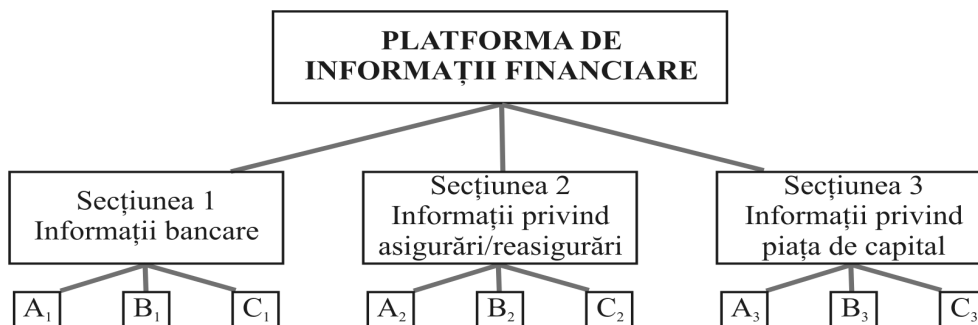 PLATFORMA DE
INFORMAȚII FINANCIARE
Secțiunea 1
Informații bancare
Secțiunea 2
Informații privind
asigurări/reasigurări
Secțiunea 3
Informații privind
piața de capital
A₁ B₁ C₁ A₂ B₂ C₂ A₃ B₃ C₃